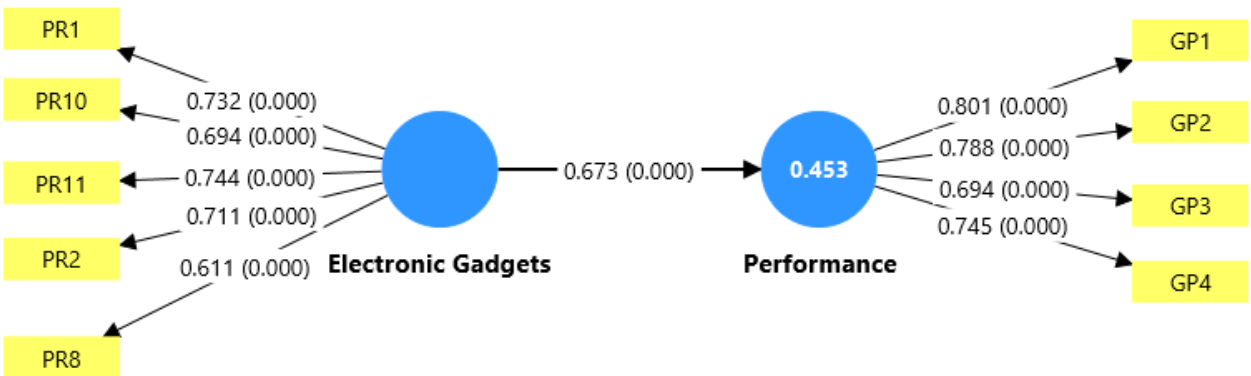 PR1
PR10
PR11
PR2
PR8
0.732 (0.000)
0.694 (0.000)
0.744 (0.000)
0.711 (0.000)
0.611 (0.000)
Electronic Gadgets
0.673 (0.000)
0.453
Performance
0.801 (0.000)
0.788 (0.000)
0.694 (0.000)
0.745 (0.000)
GP1
GP2
GP3
GP4